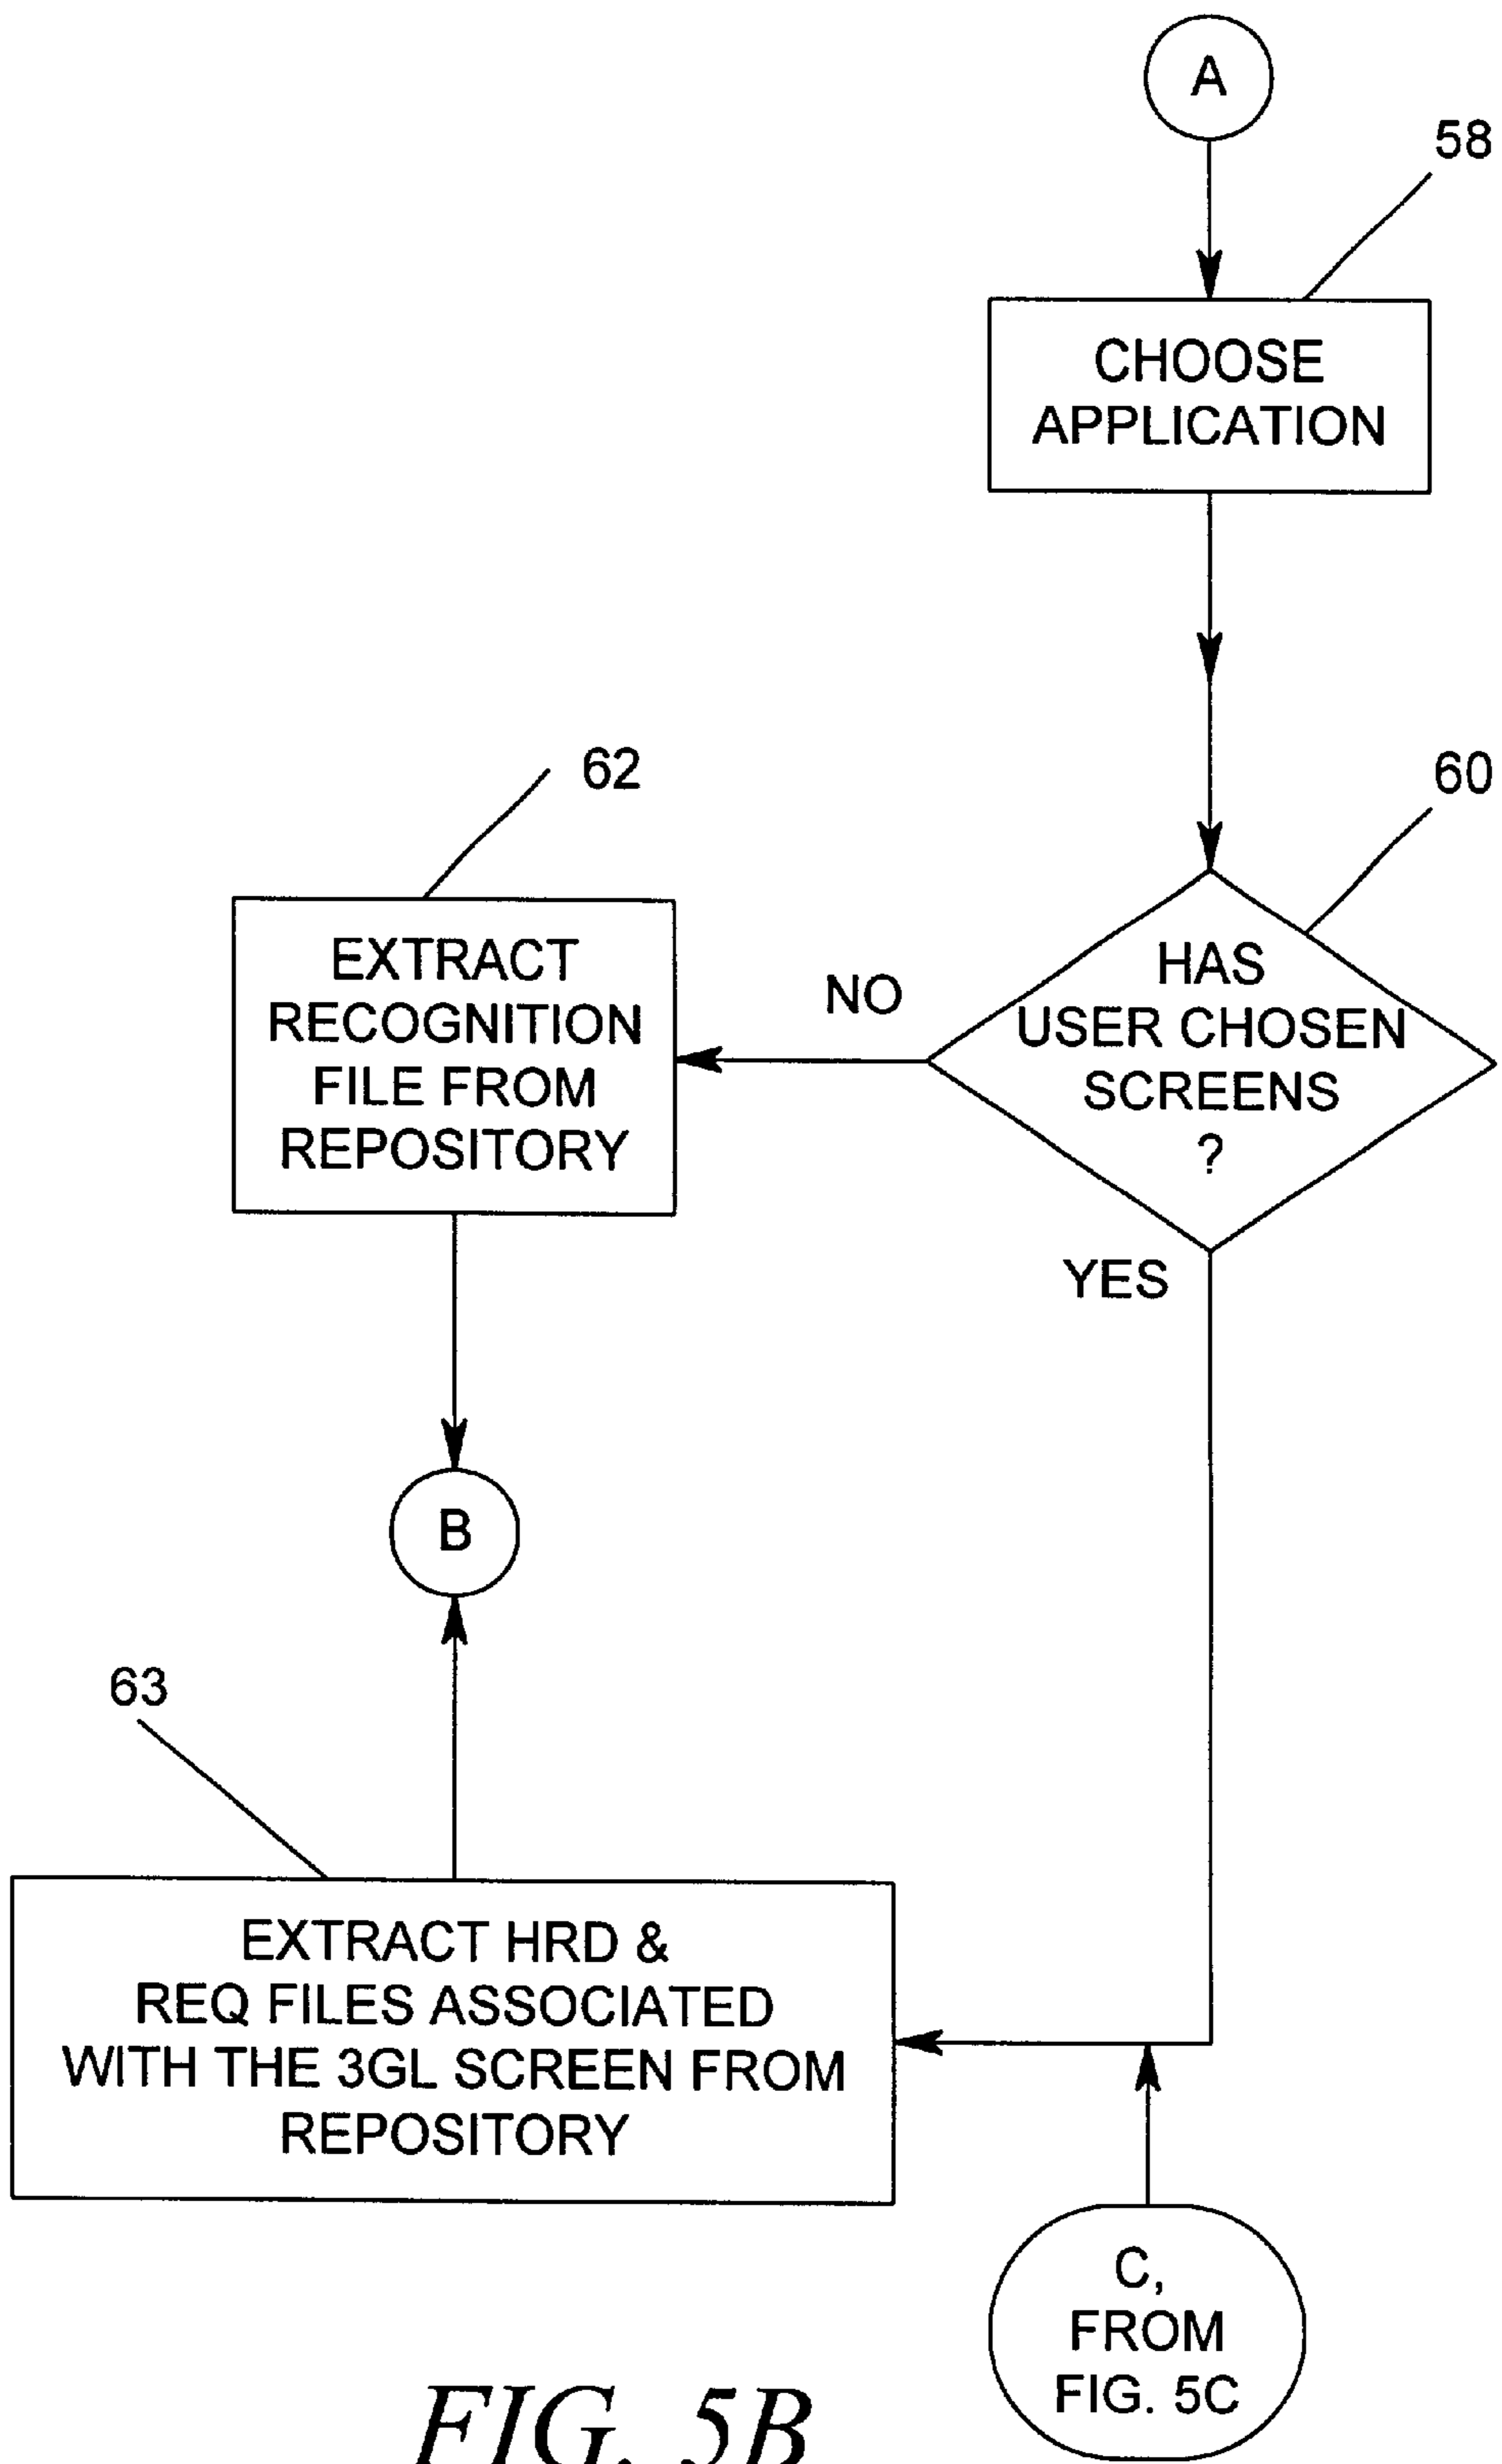 A
58
CHOOSE
APPLICATION
60
HAS
USER CHOSEN
SCREENS
?
NO
YES
62
EXTRACT
RECOGNITION
FILE FROM
REPOSITORY
B
63
EXTRACT HRD &
REQ FILES ASSOCIATED
WITH THE 3GL SCREEN FROM
REPOSITORY
C,
FROM
FIG. 5C
FIG. 5B